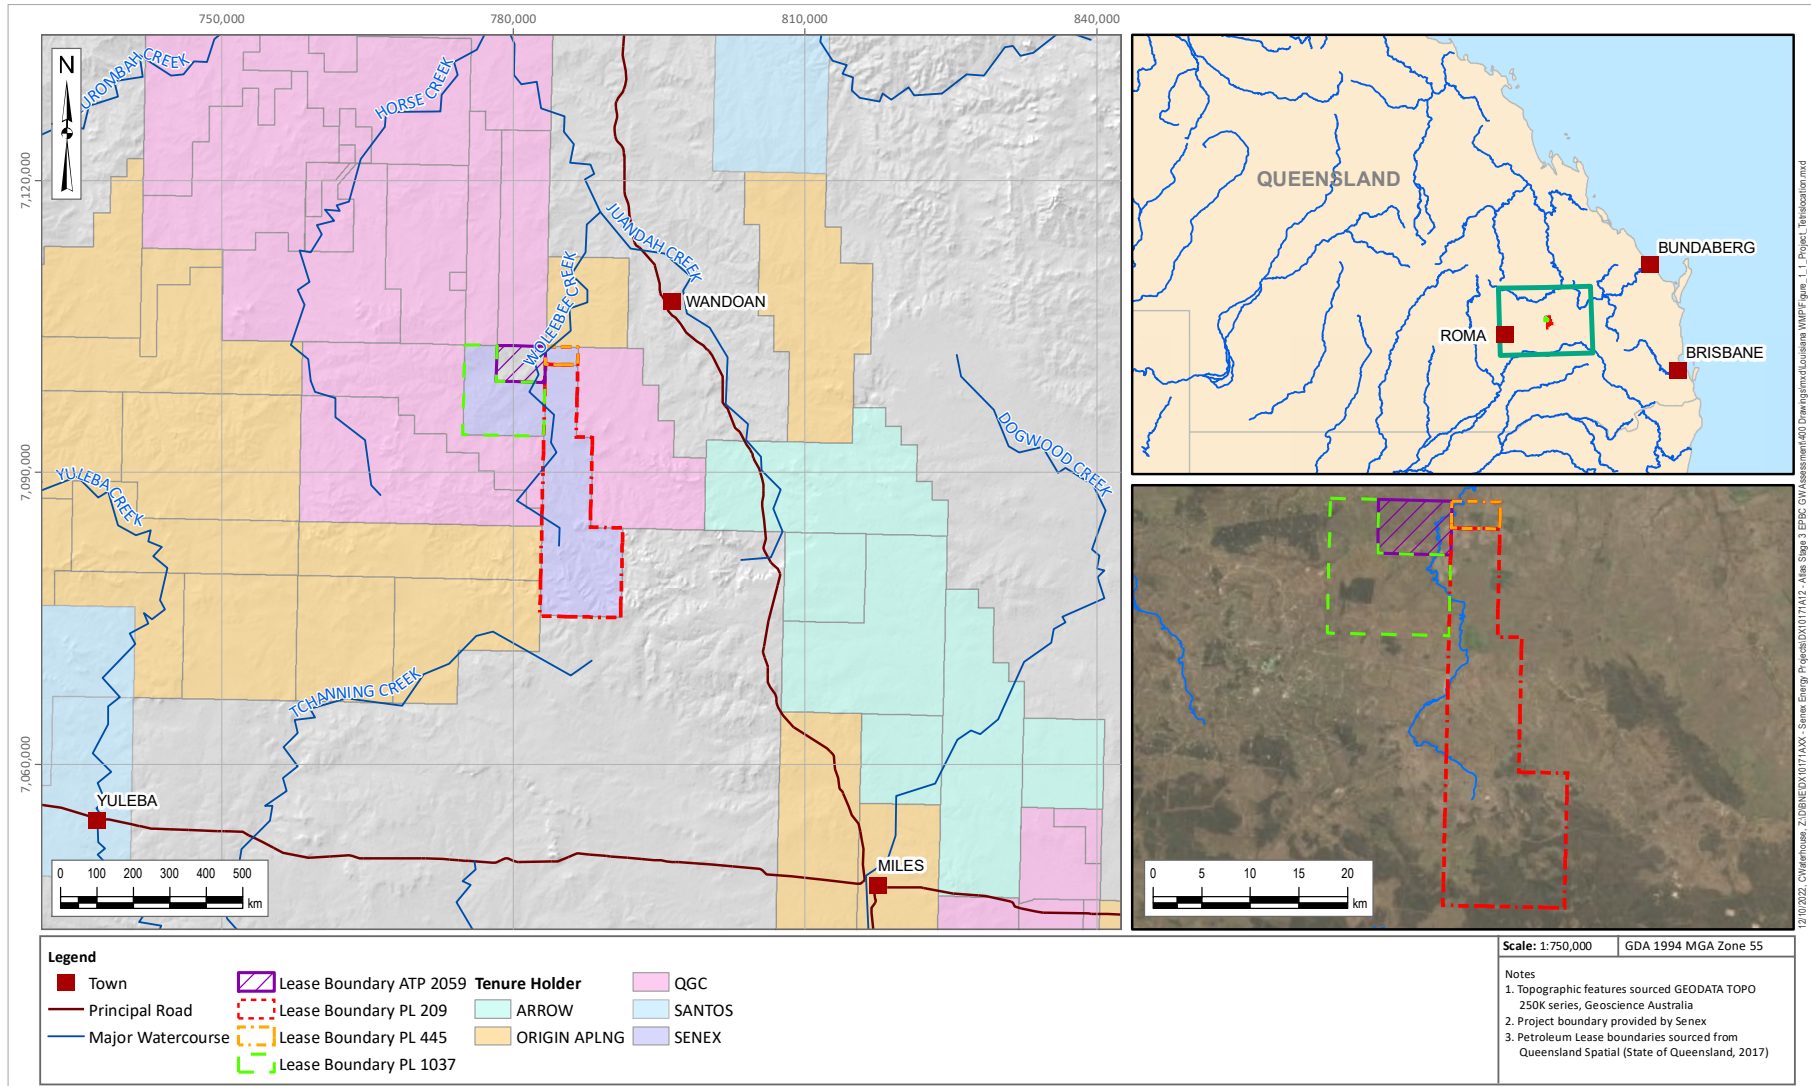 750,000
780,000
810,000
840,000
7,120,000
7,090,000
7,060,000
N
UROMBAH CREEK
HORSE CREEK
JUANDAH CREEK
WOLEEBEE CREEK
WANDOAN
DOGWOOD CREEK
YULEBA CREEK
TCHANNING CREEK
YULEBA
MILES
0 100 200 300 400 500
km
QUEENSLAND
BUNDABERG
ROMA
BRISBANE
0 5 10 15 20
km
Legend
Town
Principal Road
Major Watercourse
Lease Boundary ATP 2059
Lease Boundary PL 209
Lease Boundary PL 445
Lease Boundary PL 1037
Tenure Holder
ARROW
ORIGIN APLNG
QGC
SANTOS
SENEX
Scale: 1:750,000
GDA 1994 MGA Zone 55
Notes
1. Topographic features sourced GEODATA TOPO
250K series, Geoscience Australia
2. Project boundary provided by Senex
3. Petroleum Lease boundaries sourced from
Queensland Spatial (State of Queensland, 2017)